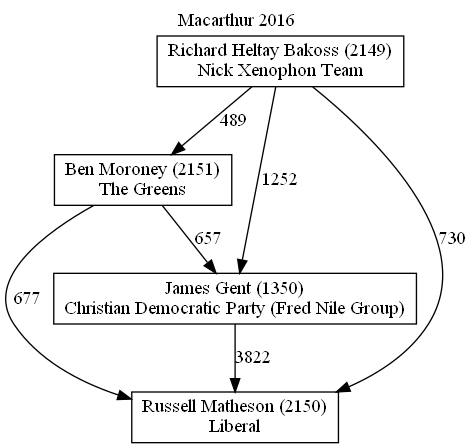 Macarthur 2016
Richard Heltay Bakoss (2149)
Nick Xenophon Team
489
Ben Moroney (2151)
The Greens
1252
657
730
677
James Gent (1350)
Christian Democratic Party (Fred Nile Group)
3822
Russell Matheson (2150)
Liberal